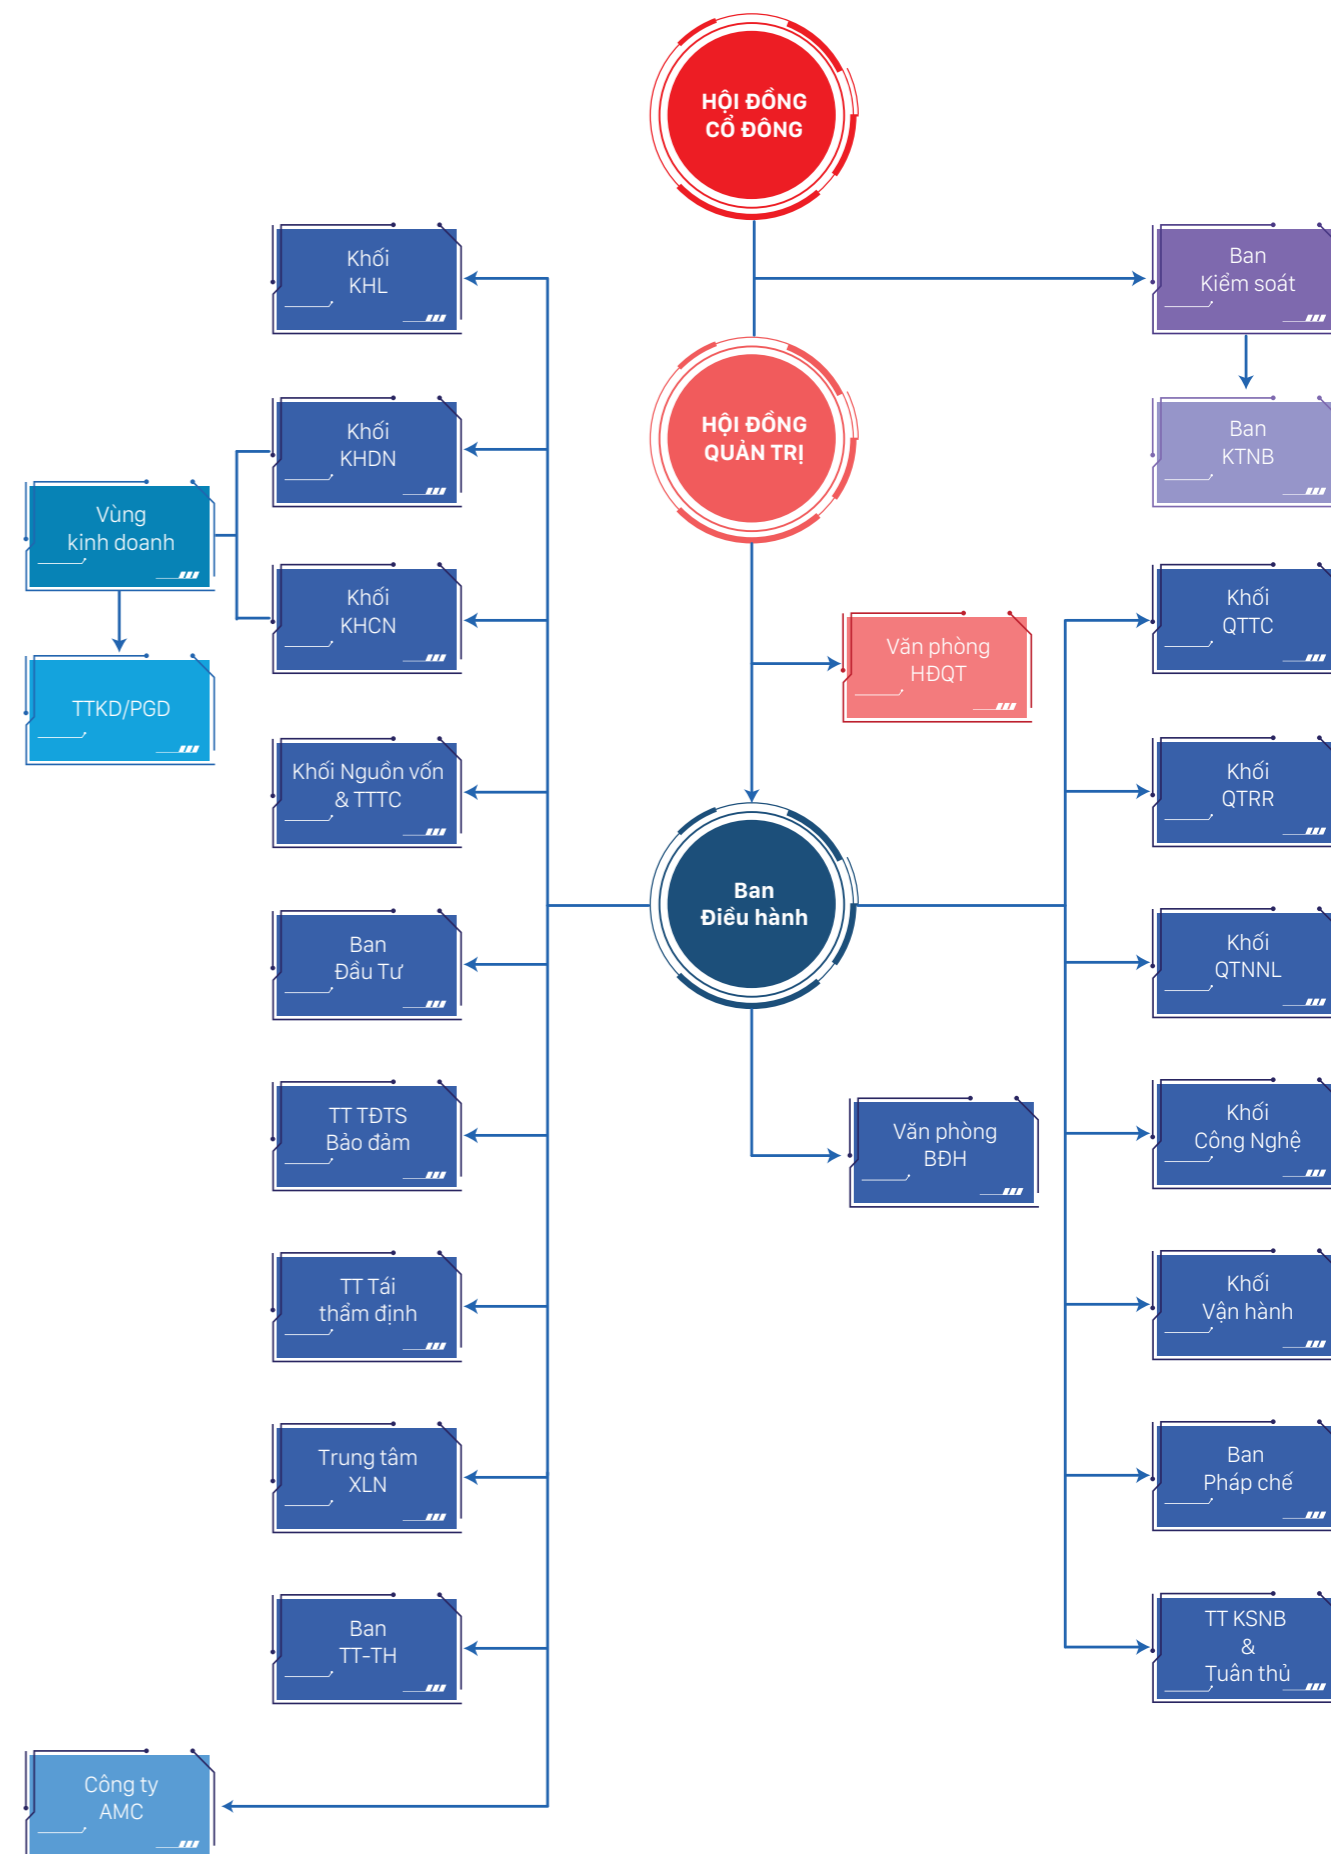 HỘI ĐỒNG
CỔ ĐÔNG
Khối
KHL
Ban
Kiểm soát
HỘI ĐỒNG
QUẢN TRỊ
Khối
KHDN
Ban
KTNB
Vùng
kinh doanh
Khối
KHCN
Khối
QTTC
Văn phòng
HĐQT
TTKD/PGD
Khối Nguồn vốn
& TTTC
Khối
QTRR
Ban
Điều hành
Ban
Đầu Tư
Khối
QTNNL
TT TĐTS
Bảo đảm
Văn phòng
BĐH
Khối
Công Nghệ
TT Tái
thẩm định
Khối
Vận hành
Trung tâm
XLN
Ban
Pháp chế
Ban
TT-TH
TT KSNB
&
Tuân thủ
Công ty
AMC